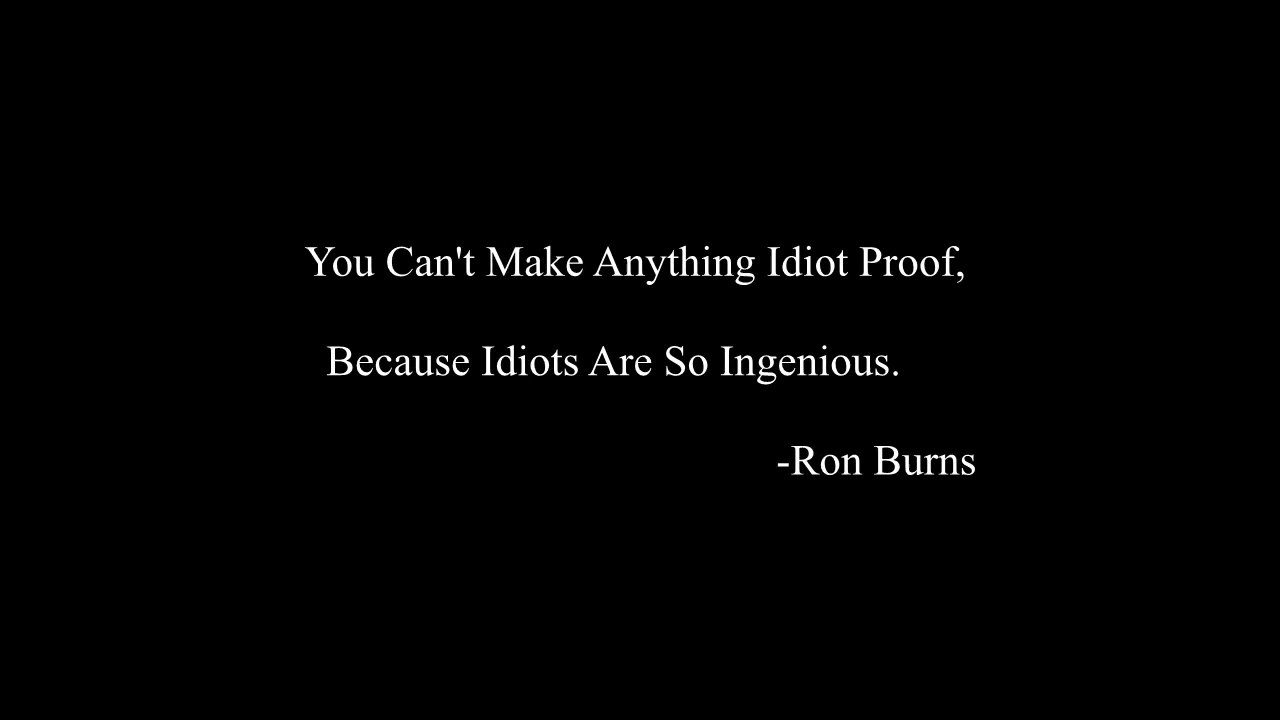 You Can't Make Anything Idiot Proof,
Because Idiots Are So Ingenious.
-Ron Burns